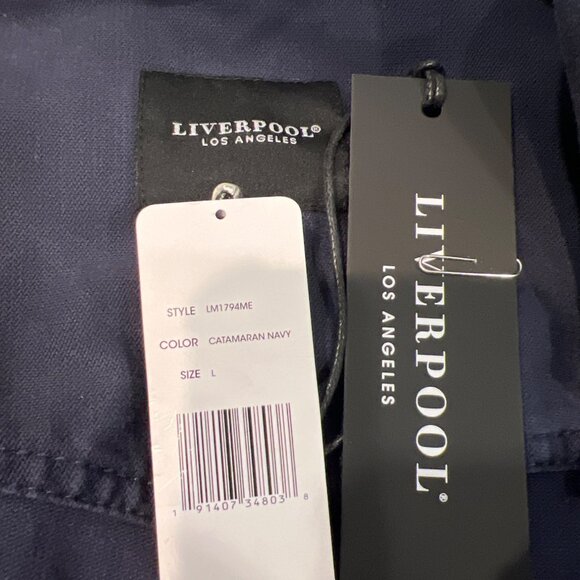 LIVERPOOL®
LOS ANGELES
STYLE LM1794ME
COLOR CATAMARAN NAVY
SIZE L
1 91407 34803 8
LIVERPOOL®
LOS ANGELES